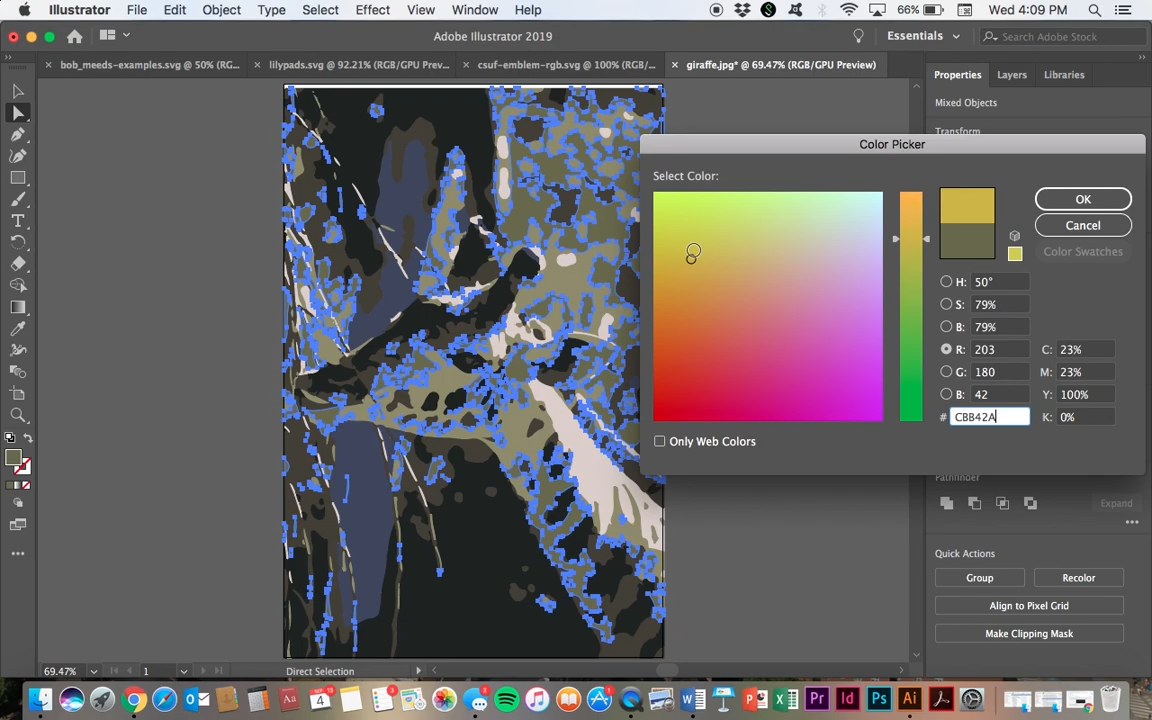 Illustrator File Edit Object Type Select Effect View Window Help 66% Wed 4:09 PM
Adobe Illustrator 2019 Essentials Search Adobe Stock
bob_meeds-examples.svg @ 50% (RG... lilypads.svg @ 92.21% (RGB/GPU Prev... csuf-emblem-rgb.svg @ 100% (RGB/... giraffe.jpg* @ 69.47% (RGB/GPU Preview)
Properties Layers Libraries
Mixed Objects
Transform
Color Picker
Select Color:
OK
Cancel
Color Swatches
H: 50°
S: 79%
B: 79%
R: 203 C: 23%
G: 180 M: 23%
B: 42 Y: 100%
# CBB42A K: 0%
Only Web Colors
Pathfinder
Expand
Quick Actions
Group Recolor
Align to Pixel Grid
Make Clipping Mask
69.47% 1 Direct Selection